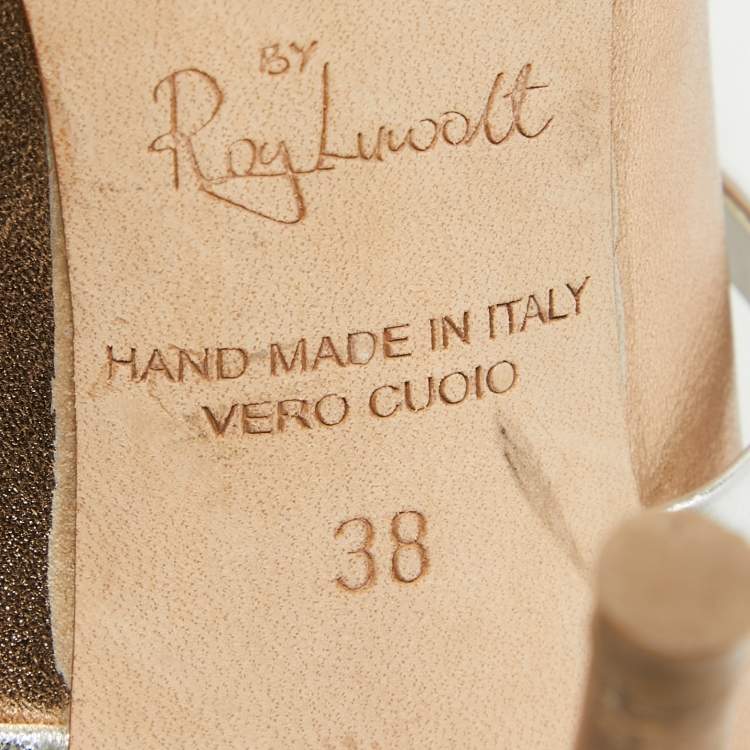 BY
Roy Luwolt
HAND MADE IN ITALY
VERO CUOIO
38